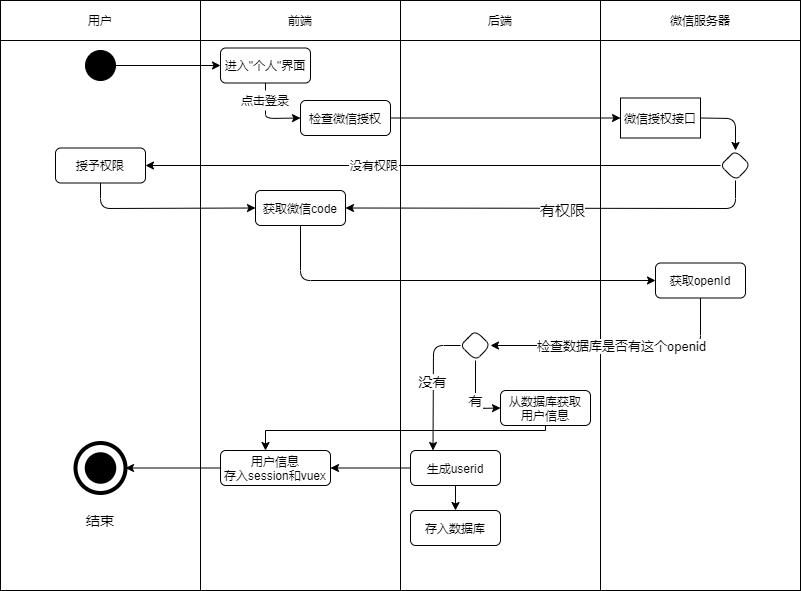 用户
前端
后端
微信服务器
进入"个人"界面
点击登录
检查微信授权
微信授权接口
授予权限
没有权限
获取微信code
有权限
获取openId
检查数据库是否有这个openid
没有
有
从数据库获取
用户信息
用户信息
存入session和vuex
生成userid
结束
存入数据库